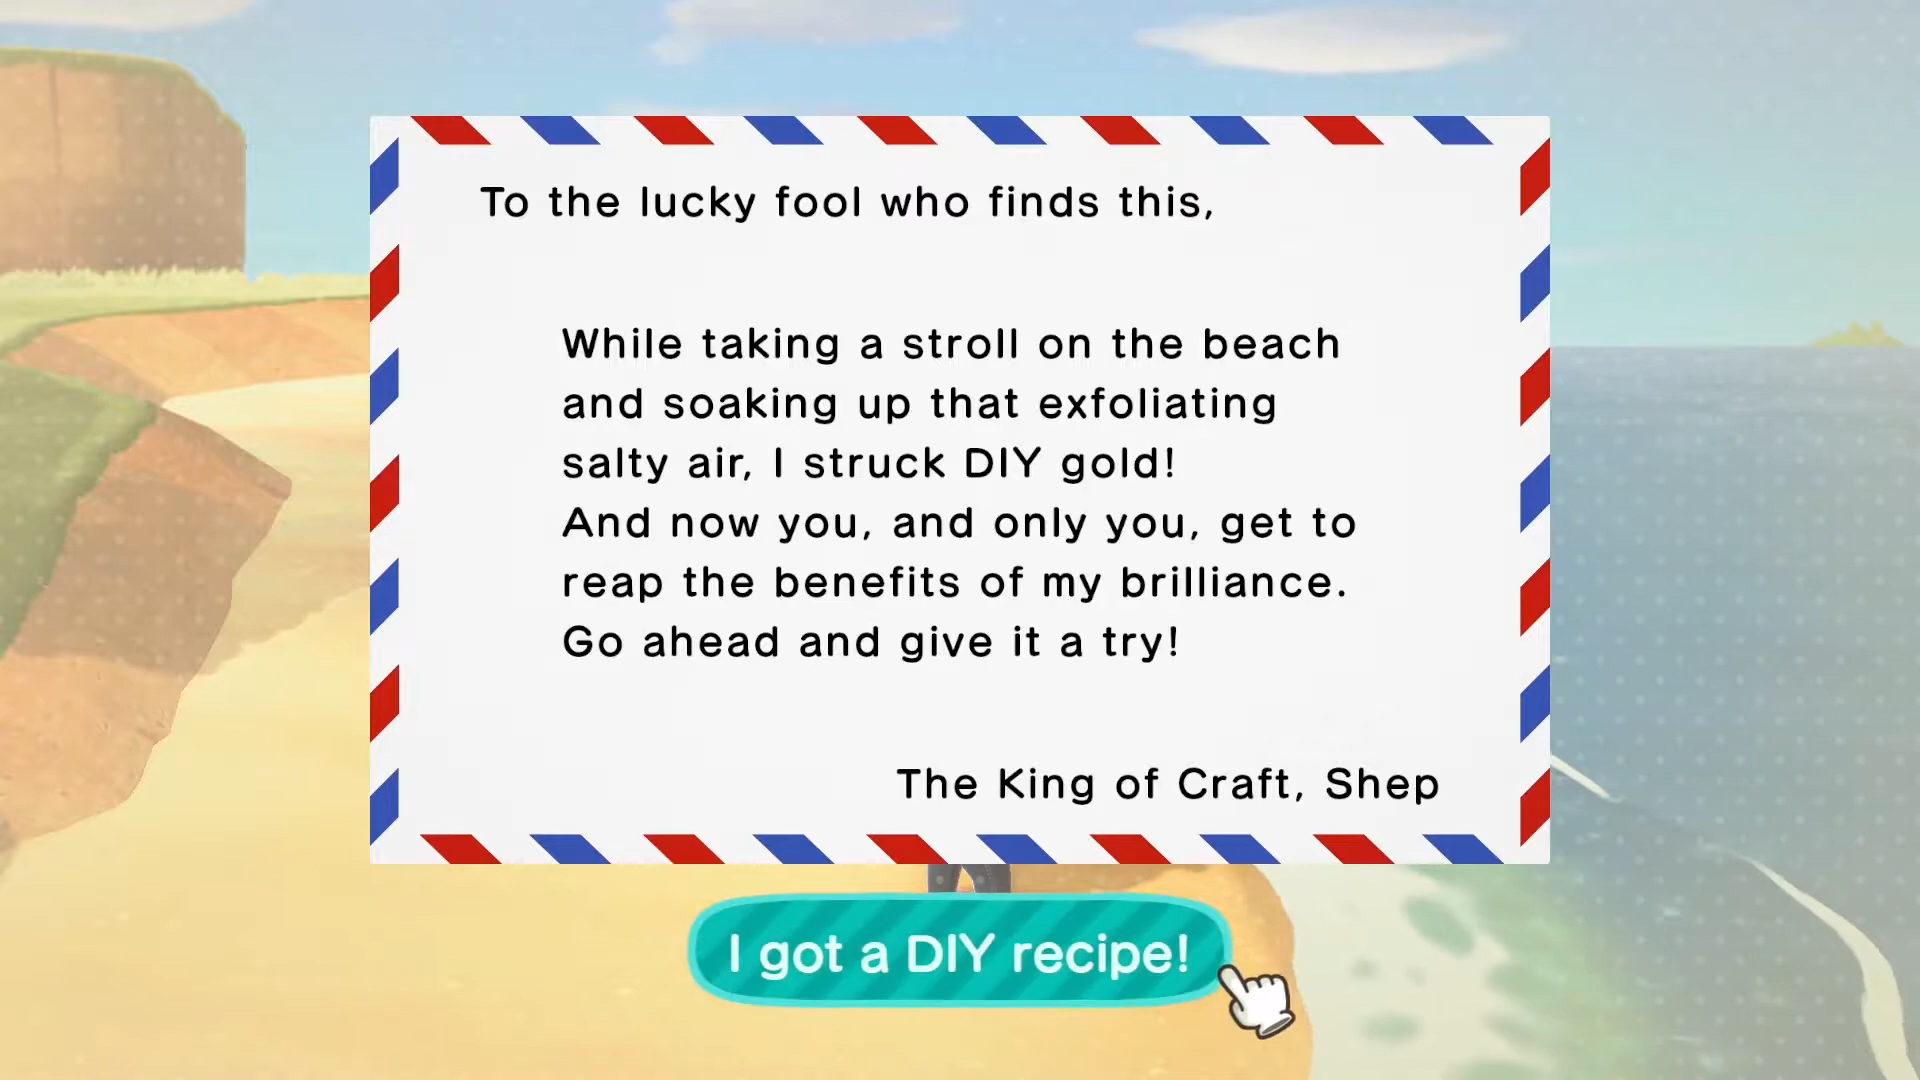 To the lucky fool who finds this,
While taking a stroll on the beach
and soaking up that exfoliating
salty air, I struck DIY gold!
And now you, and only you, get to
reap the benefits of my brilliance.
Go ahead and give it a try!
The King of Craft, Shep
I got a DIY recipe!